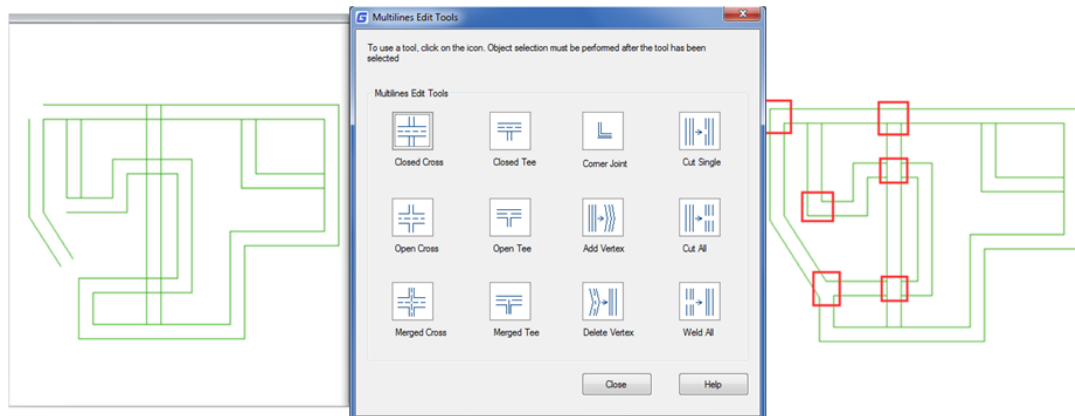 Multilines Edit Tools
To use a tool, click on the icon. Object selection must be performed after the tool has been
selected
Multilines Edit Tools
Closed Cross
Closed Tee
Corner Joint
Cut Single
Open Cross
Open Tee
Add Vertex
Cut All
Merged Cross
Merged Tee
Delete Vertex
Weld All
Close
Help